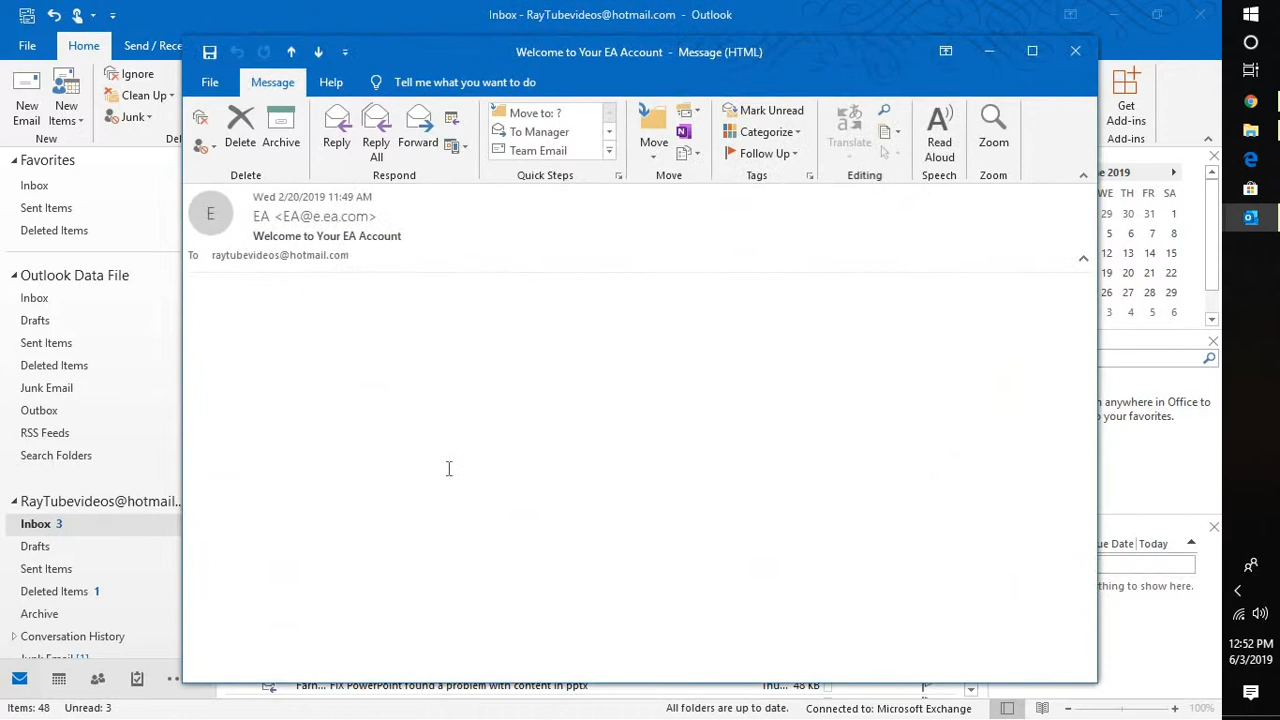 Inbox - RayTubevideos@hotmail.com - Outlook
File
Home
Send / Rece
Welcome to Your EA Account - Message (HTML)
File
Message
Help
Tell me what you want to do
New
Email
New
Items
New
Ignore
Clean Up
Junk
Del
Delete
Archive
Delete
Reply
Reply
All
Forward
Respond
Move to: ?
To Manager
Team Email
Quick Steps
Move
Move
Mark Unread
Categorize
Follow Up
Tags
Translate
Editing
Read
Aloud
Speech
Zoom
Zoom
Get
Add-ins
Add-ins
Wed 2/20/2019 11:49 AM
E
EA <EA@e.ea.com>
Welcome to Your EA Account
To raytubevideos@hotmail.com
Favorites
Inbox
Sent Items
Deleted Items
Outlook Data File
Inbox
Drafts
Sent Items
Deleted Items
Junk Email
Outbox
RSS Feeds
Search Folders
RayTubevideos@hotmail...
Inbox 3
Drafts
Sent Items
Deleted Items 1
Archive
Conversation History
Junk Email [1]
ne 2019
WE TH FR SA
29 30 31 1
5 6 7 8
12 13 14 15
19 20 21 22
26 27 28 29
3 4 5 6
n anywhere in Office to
your favorites.
ue Date Today
thing to show here.
Farn... FIX PowerPoint found a problem with content in pptx Thu... 48 KB
Items: 48 Unread: 3
All folders are up to date.
Connected to: Microsoft Exchange
100%
12:52 PM
6/3/2019